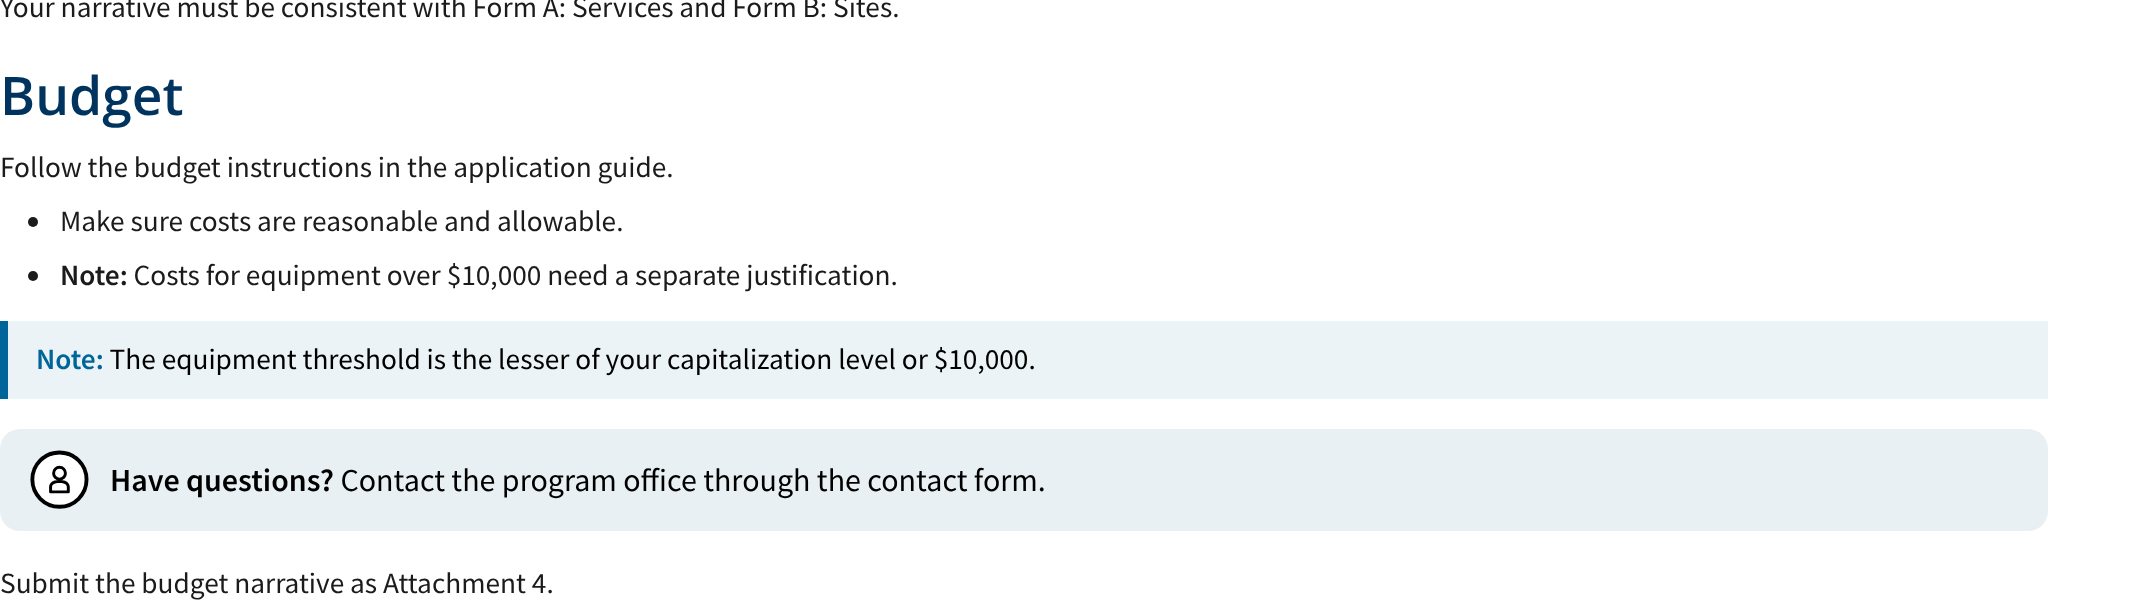 Your narrative must be consistent with Form A: Services and Form B: Sites.
Budget
Follow the budget instructions in the application guide.
• Make sure costs are reasonable and allowable.
• Note: Costs for equipment over $10,000 need a separate justification.
Note: The equipment threshold is the lesser of your capitalization level or $10,000.
Have questions? Contact the program office through the contact form.
Submit the budget narrative as Attachment 4.